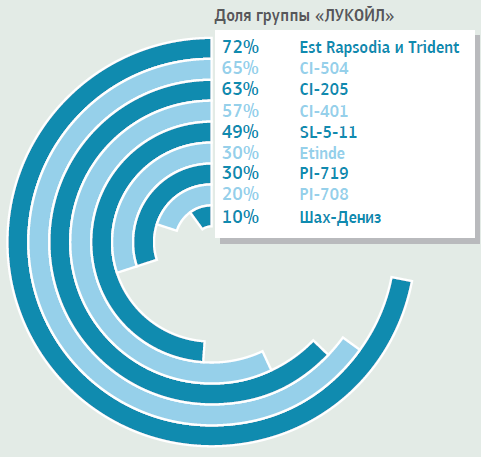 Доля группы «ЛУКОЙЛ»
72% Est Rapsodia и Trident
65% CI-504
63% CI-205
57% CI-401
49% SL-5-11
30% Etinde
30% PI-719
20% PI-708
10% Шах-Дениз